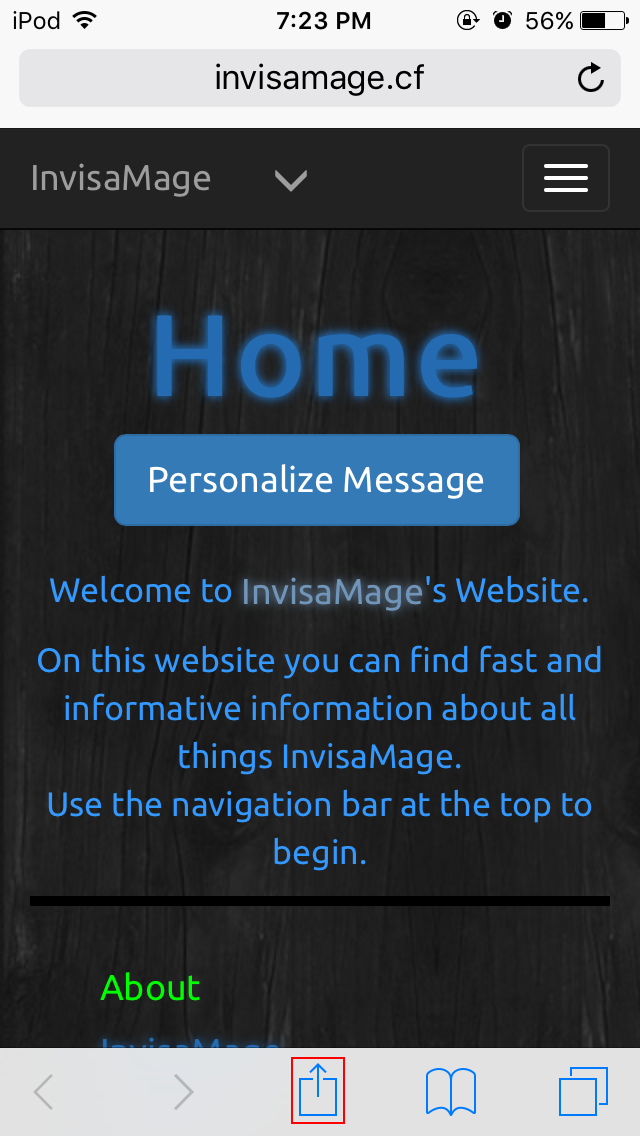 iPod 7:23 PM 56%
invisamage.cf
InvisaMage
Home
Personalize Message
Welcome to InvisaMage's Website.
On this website you can find fast and
informative information about all
things InvisaMage.
Use the navigation bar at the top to
begin.
About
InvisaMage